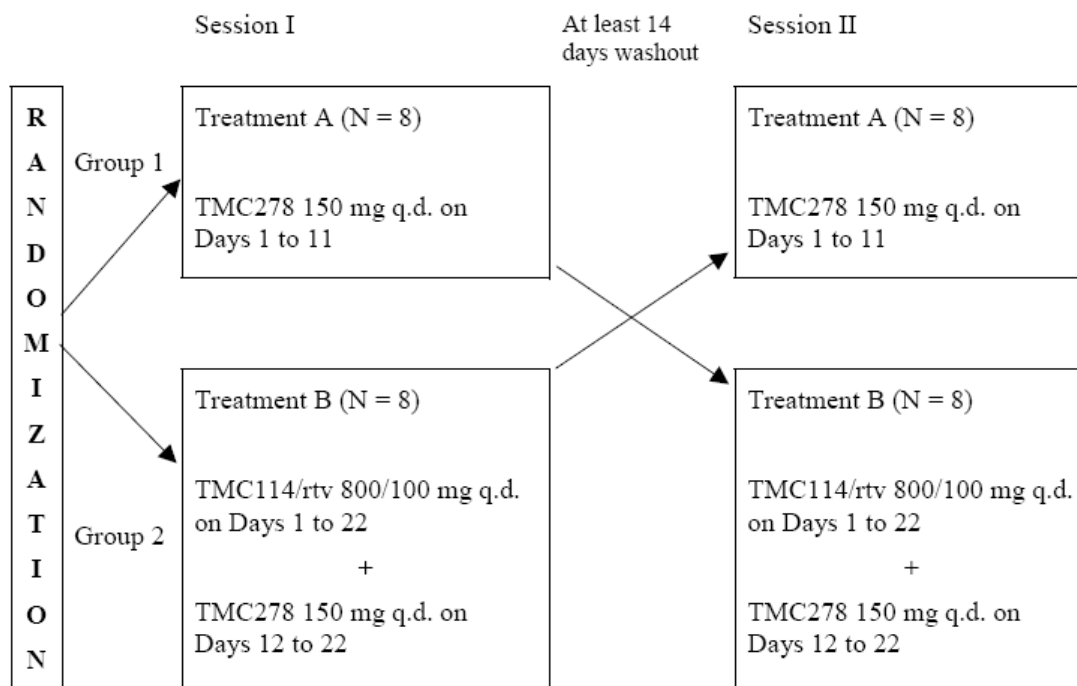 Session I
At least 14
days washout
Session II
R
A
N
D
O
M
I
Z
A
T
I
O
N
Group 1
Treatment A (N = 8)
TMC278 150 mg q.d. on
Days 1 to 11
Treatment A (N = 8)
TMC278 150 mg q.d. on
Days 1 to 11
Group 2
Treatment B (N = 8)
TMC114/rtv 800/100 mg q.d.
on Days 1 to 22
+
TMC278 150 mg q.d. on
Days 12 to 22
Treatment B (N = 8)
TMC114/rtv 800/100 mg q.d.
on Days 1 to 22
+
TMC278 150 mg q.d. on
Days 12 to 22